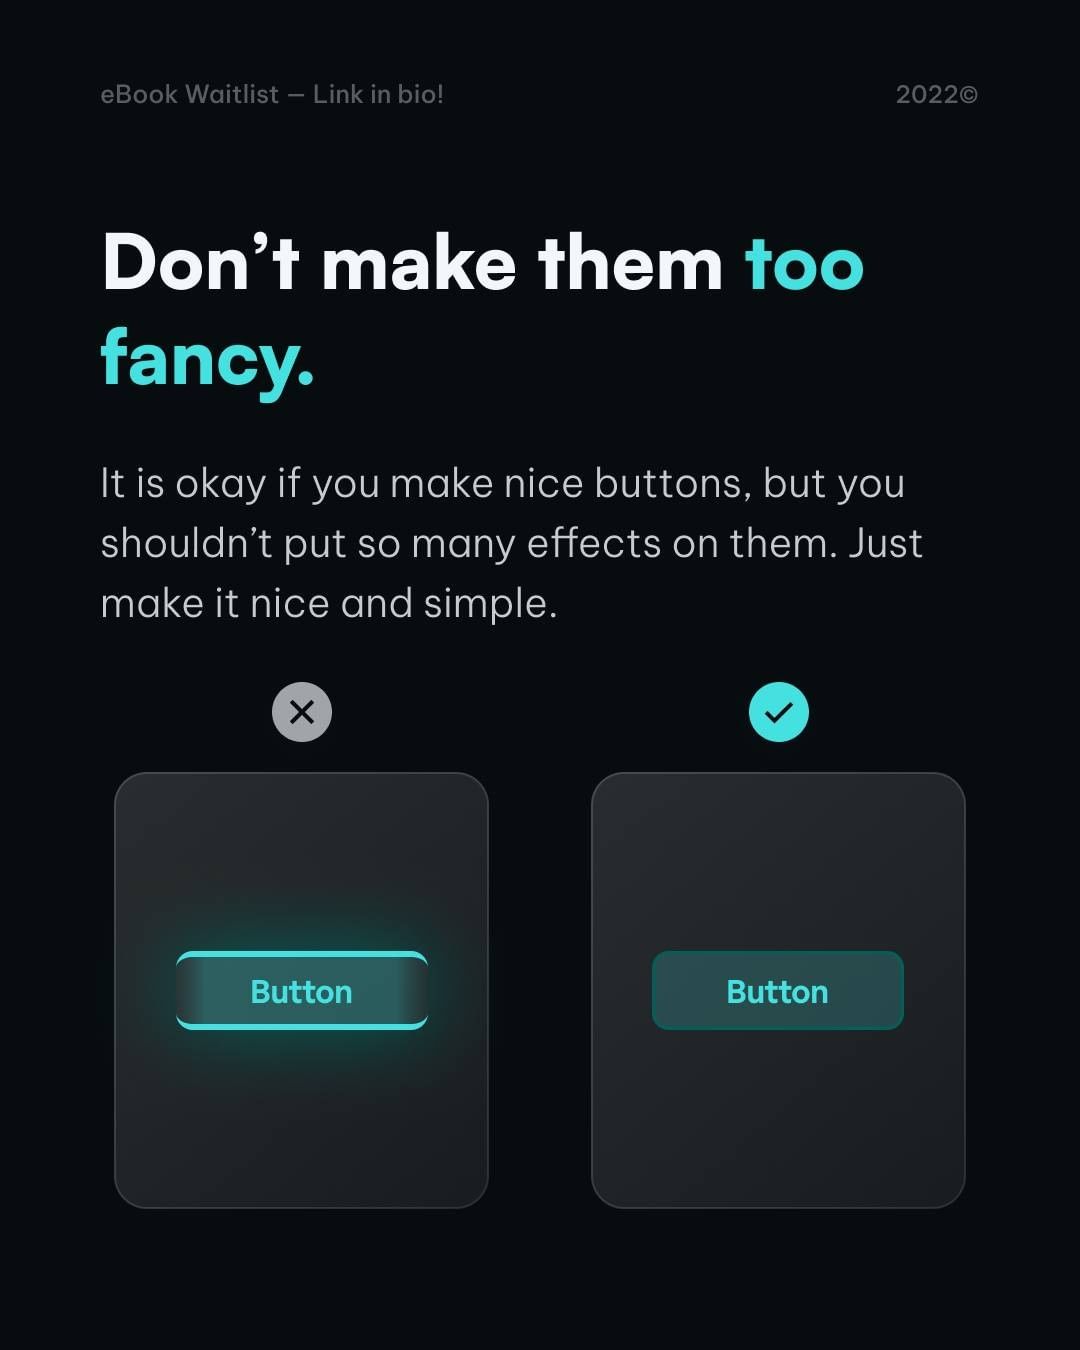 eBook Waitlist — Link in bio!
2022©
Don’t make them too
fancy.
It is okay if you make nice buttons, but you
shouldn’t put so many effects on them. Just
make it nice and simple.
Button
Button